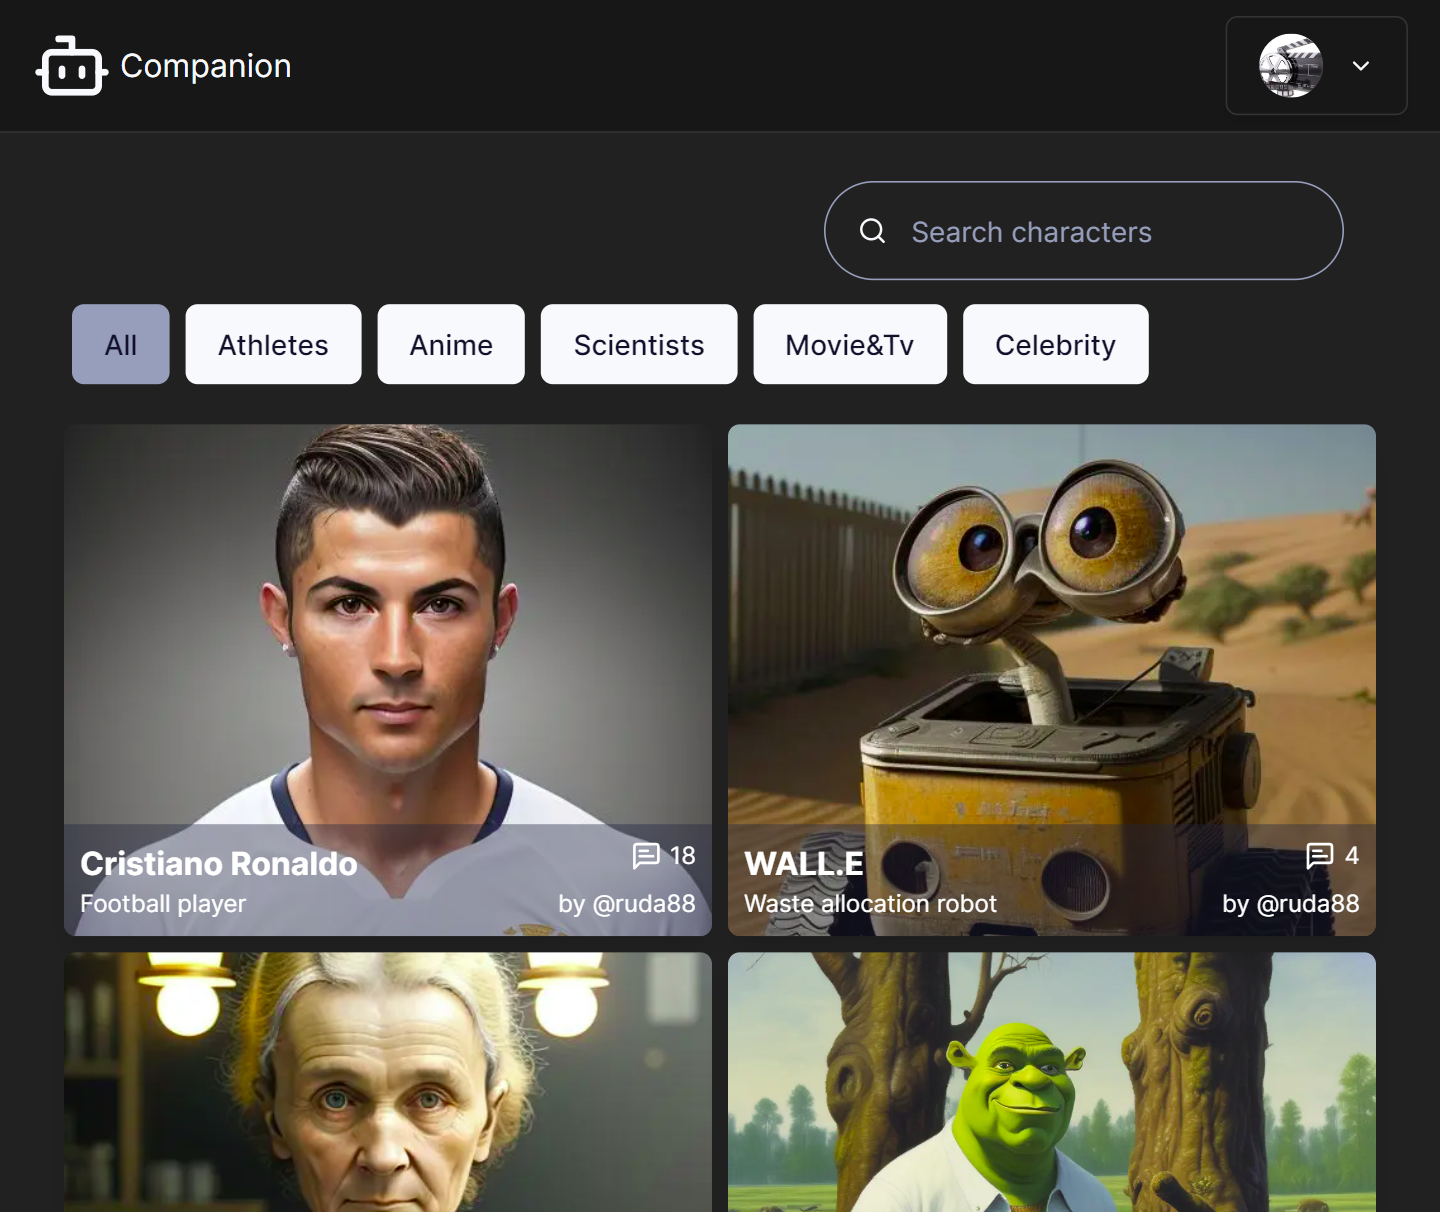 Companion
Search characters
All
Athletes
Anime
Scientists
Movie&Tv
Celebrity
Cristiano Ronaldo
18
Football player
by @ruda88
WALL.E
4
Waste allocation robot
by @ruda88